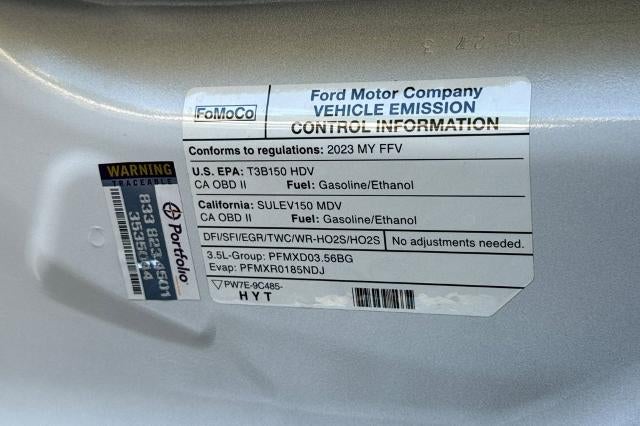 FoMoCo
Ford Motor Company
VEHICLE EMISSION
CONTROL INFORMATION
Conforms to regulations: 2023 MY FFV
U.S. EPA: T3B150 HDV
CA OBD II Fuel: Gasoline/Ethanol
California: SULEV150 MDV
CA OBD II Fuel: Gasoline/Ethanol
DFI/SFI/EGR/TWC/WR-HO2S/HO2S No adjustments needed.
3.5L-Group: PFMXD03.56BG
Evap: PFMXR0185NDJ
PW7E-9C485-
HYT
WARNING
TRACEABLE
Portfolio
833 823